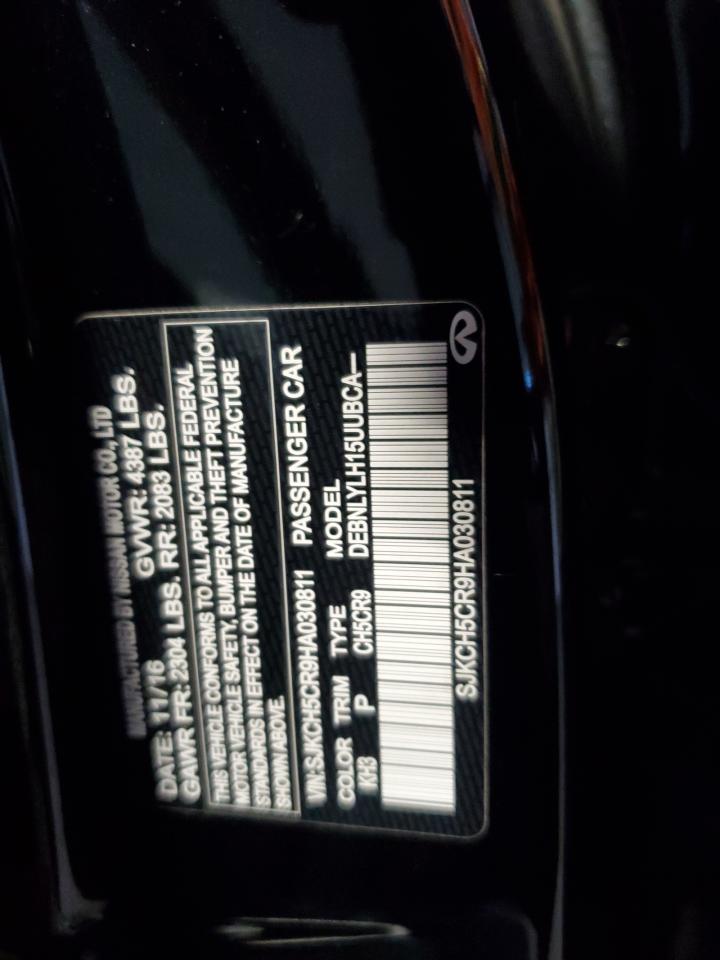 MANUFACTURED BY NISSAN MOTOR CO., LTD
DATE: 11/16 GVWR: 4387 LBS.
GAWR FR: 2304 LBS. RR: 2083 LBS.
THIS VEHICLE CONFORMS TO ALL APPLICABLE FEDERAL
MOTOR VEHICLE SAFETY, BUMPER AND THEFT PREVENTION
STANDARDS IN EFFECT ON THE DATE OF MANUFACTURE
SHOWN ABOVE.
VIN:SJKCH5CR9HA030811 PASSENGER CAR
COLOR TRIM TYPE MODEL
KH3 P CH5CR9 DEBNLYLH15UUBCA—
SJKCH5CR9HA030811